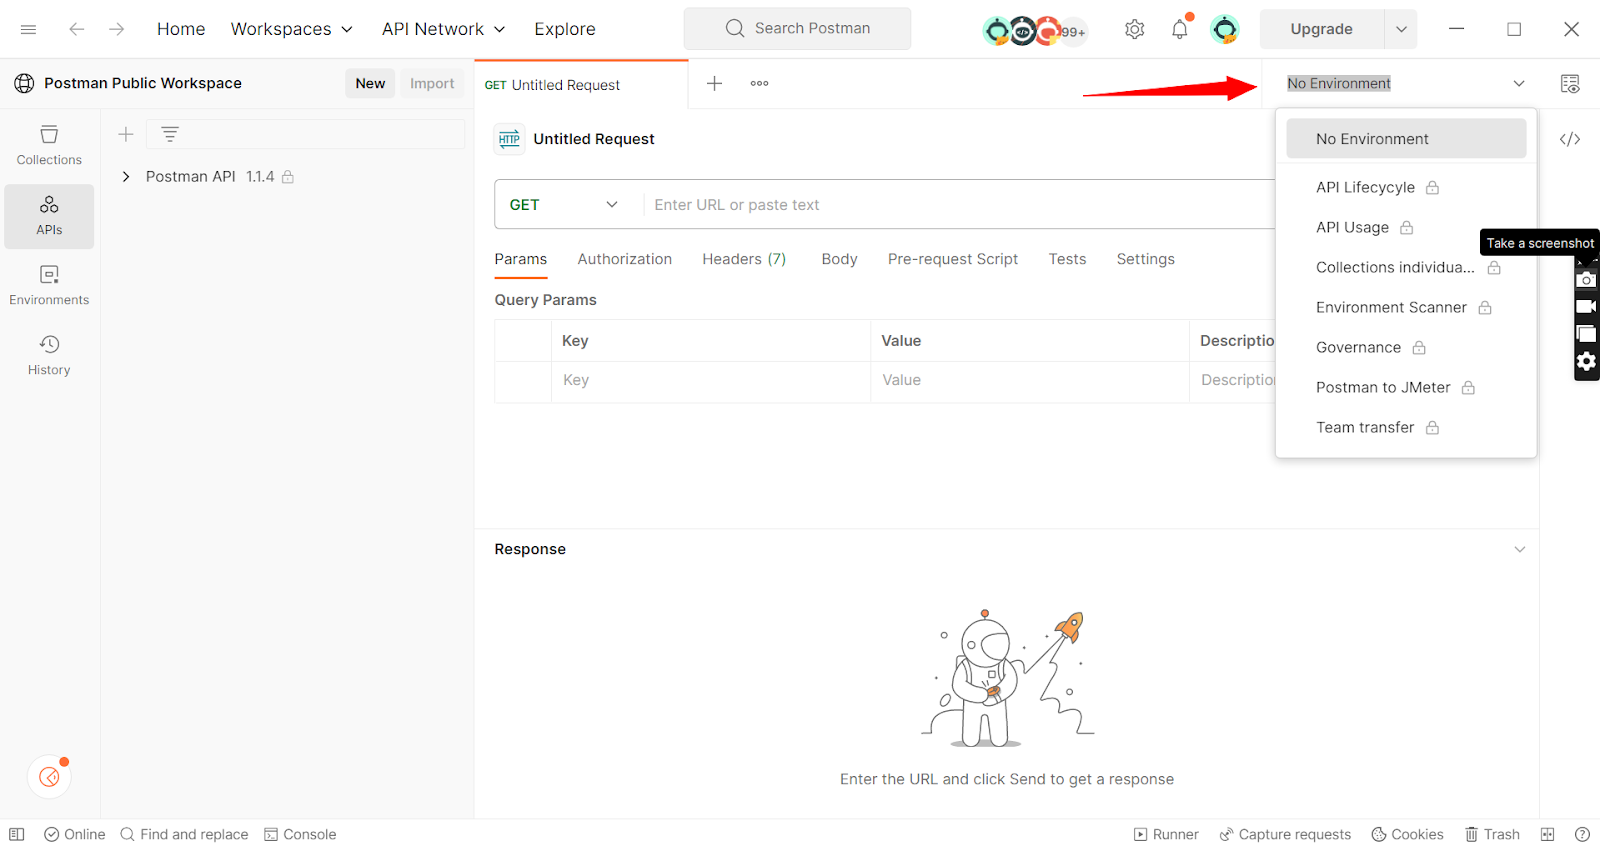 Home Workspaces API Network Explore Search Postman 99+ Upgrade
Postman Public Workspace New Import GET Untitled Request No Environment
Collections
APIs
Environments
History
Postman API 1.1.4
HTTP Untitled Request
GET Enter URL or paste text
Params Authorization Headers (7) Body Pre-request Script Tests Settings
Query Params
Key Value Descriptio
Key Value Description
No Environment
API Lifecycyle
API Usage
Collections individua...
Environment Scanner
Governance
Postman to JMeter
Team transfer
Take a screenshot
Response
Enter the URL and click Send to get a response
Online Find and replace Console Runner Capture requests Cookies Trash